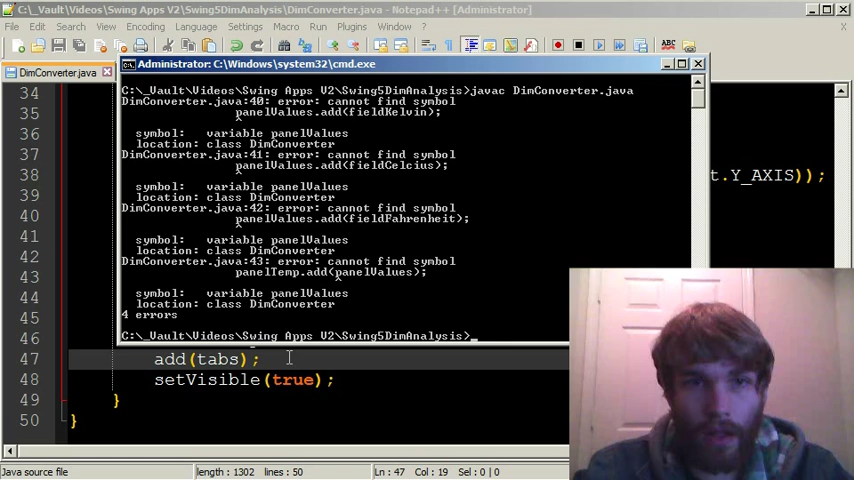 C:\_Vault\Videos\Swing Apps V2\Swing5DimAnalysis\DimConverter.java - Notepad++ [Administrator]
File Edit Search View Encoding Language Settings Macro Run Plugins Window ?
DimConverter.java
Administrator: C:\Windows\system32\cmd.exe
C:\_Vault\Videos\Swing Apps V2\Swing5DimAnalysis>javac DimConverter.java
DimConverter.java:40: error: cannot find symbol
panelValues.add(fieldKelvin);
^
symbol: variable panelValues
location: class DimConverter
DimConverter.java:41: error: cannot find symbol
panelValues.add(fieldCelcius);
^
symbol: variable panelValues
location: class DimConverter
DimConverter.java:42: error: cannot find symbol
panelValues.add(fieldFahrenheit);
^
symbol: variable panelValues
location: class DimConverter
DimConverter.java:43: error: cannot find symbol
panelTemp.add(panelValues);
^
symbol: variable panelValues
location: class DimConverter
4 errors
C:\_Vault\Videos\Swing Apps V2\Swing5DimAnalysis>_
34
35
36
37
38 t.Y_AXIS));
39
40
41
42
43
44
45
46
47 add(tabs);
48 setVisible(true);
49 }
50 }
Java source file length : 1302 lines : 50 Ln : 47 Col : 19 Sel : 0 | 0